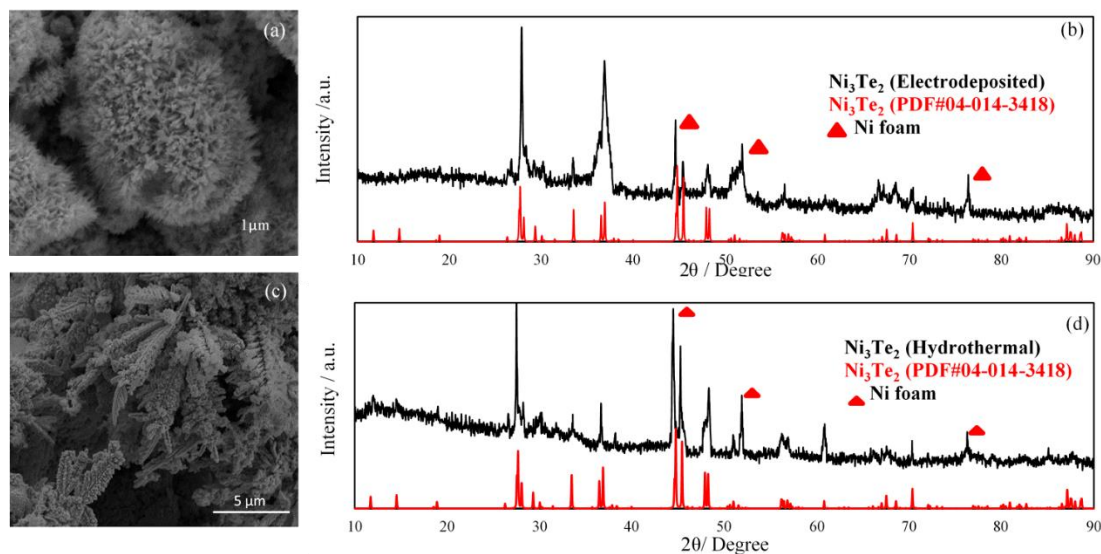 (a)
1μm
(b)
Intensity /a.u.
Ni₃Te₂ (Electrodeposited)
Ni₃Te₂ (PDF#04-014-3418)
Ni foam
10 20 30 40 50 60 70 80 90
2θ/ Degree
(c)
5 μm
(d)
Intensity / a.u.
Ni₃Te₂ (Hydrothermal)
Ni₃Te₂ (PDF#04-014-3418)
Ni foam
10 20 30 40 50 60 70 80 90
2θ/ Degree